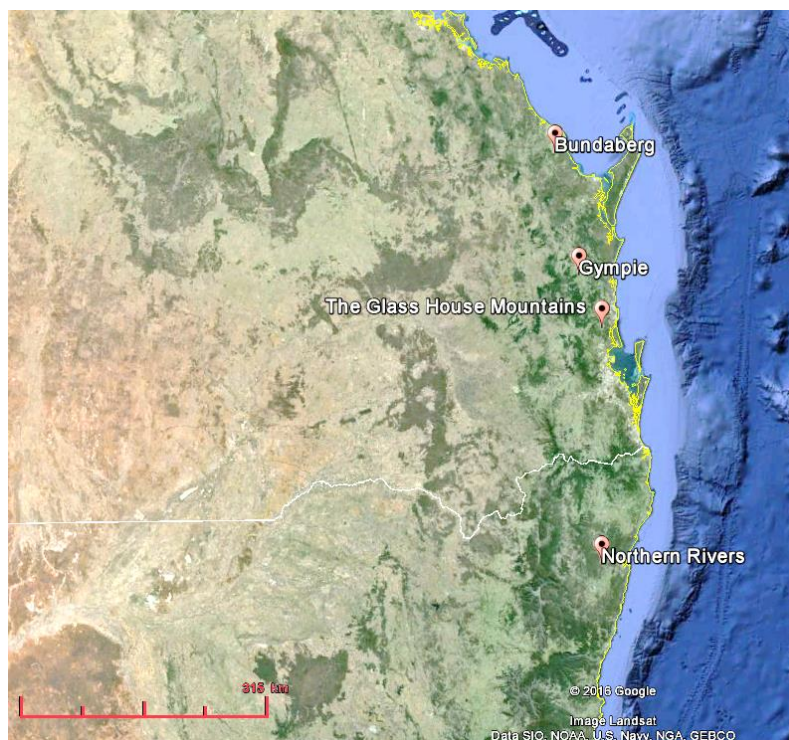 Bundaberg
Gympie
The Glass House Mountains
Northern Rivers
315 km
© 2016 Google
Image Landsat
Data SIO, NOAA, U.S. Navy, NGA, GEBCO